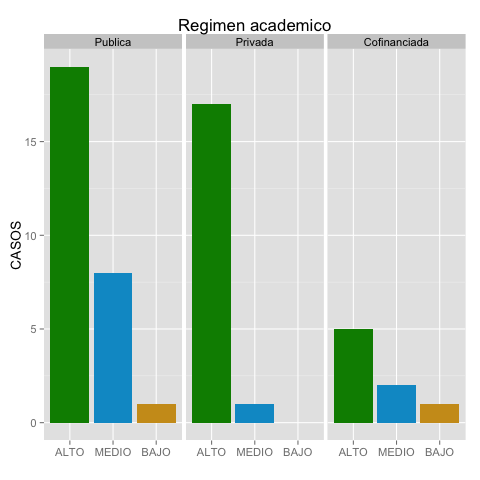 Regimen academico
Publica Privada Cofinanciada
CASOS
15
10
5
0
ALTO MEDIO BAJO ALTO MEDIO BAJO ALTO MEDIO BAJO